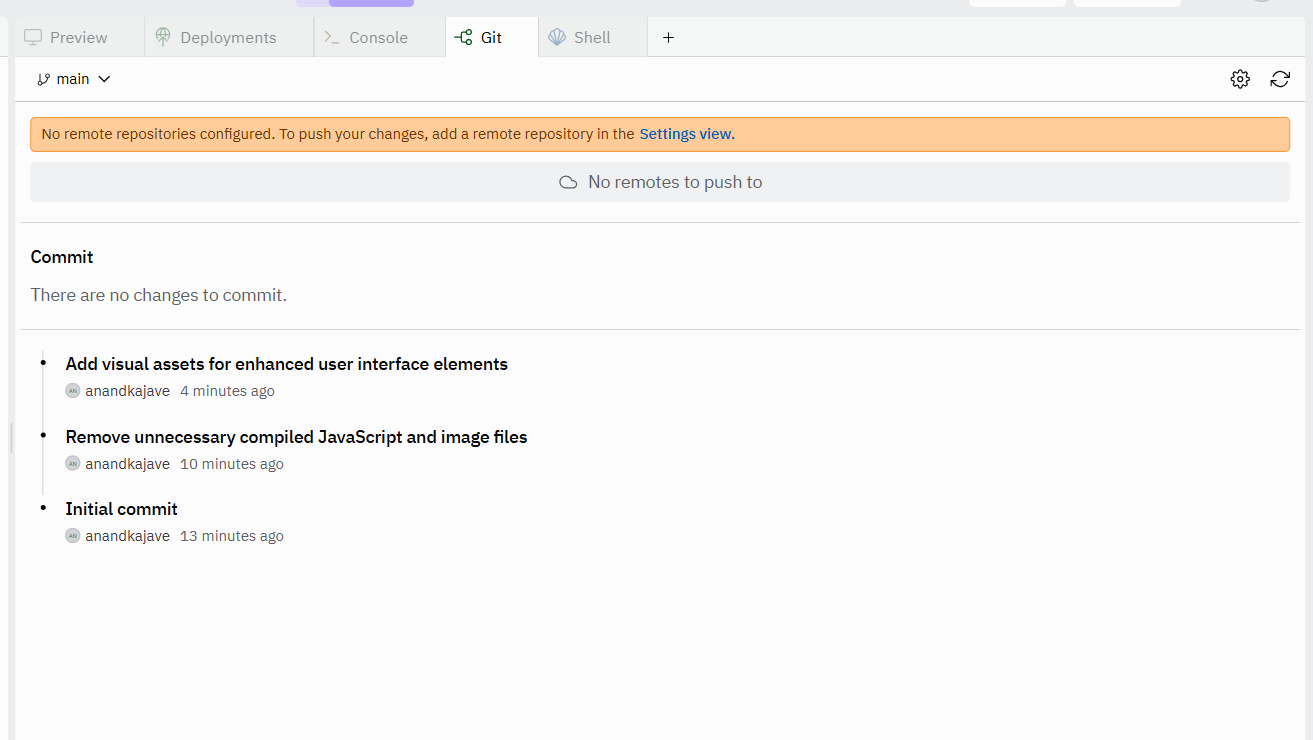 Preview Deployments Console Git Shell
main
No remote repositories configured. To push your changes, add a remote repository in the Settings view.
No remotes to push to
Commit
There are no changes to commit.
Add visual assets for enhanced user interface elements
AN anandkajave 4 minutes ago
Remove unnecessary compiled JavaScript and image files
AN anandkajave 10 minutes ago
Initial commit
AN anandkajave 13 minutes ago